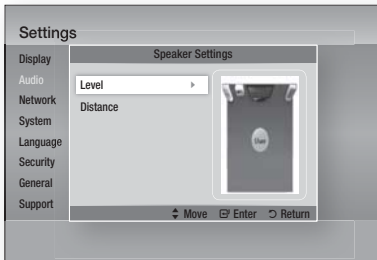 Settings
Display
Audio
Network
System
Language
Security
General
Support
Speaker Settings
Level
Distance
Move Enter Return